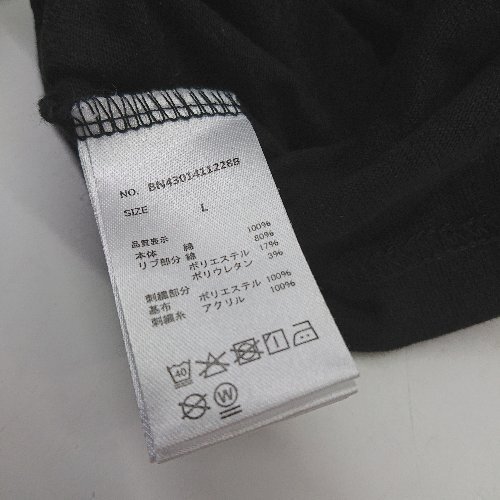 NO. BN4301411228B
SIZE L
品質表示
本体 綿 100%
リブ部分 綿 80%
ポリエステル 17%
ポリウレタン 3%
刺繍部分
基布 ポリエステル 100%
刺繍糸 アクリル 100%
40
W